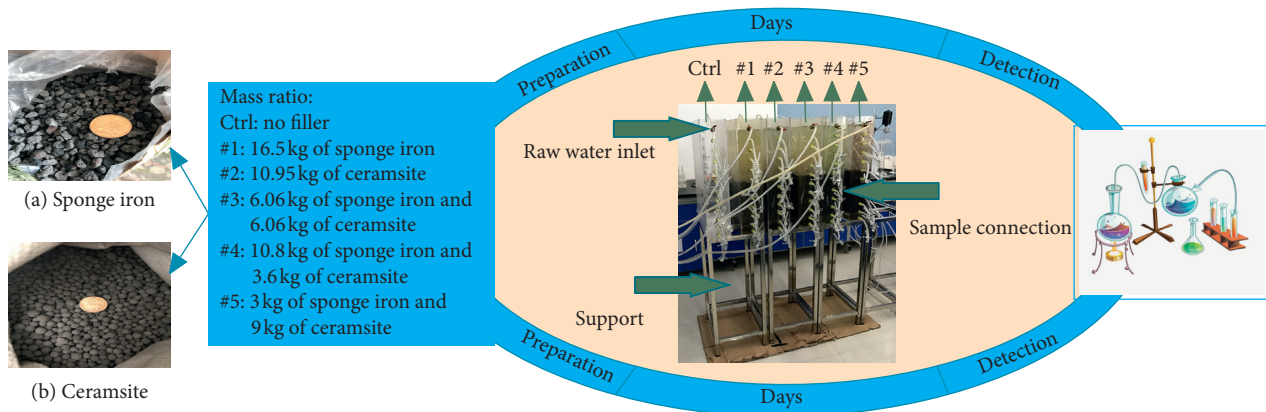 Days
Preparation
Detection
Ctrl #1 #2 #3 #4 #5
Mass ratio:
Ctrl: no filler
#1: 16.5 kg of sponge iron
#2: 10.95 kg of ceramsite
#3: 6.06 kg of sponge iron and
6.06 kg of ceramsite
#4: 10.8 kg of sponge iron and
3.6 kg of ceramsite
#5: 3 kg of sponge iron and
9 kg of ceramsite
(a) Sponge iron
(b) Ceramsite
Raw water inlet
Sample connection
Support
Preparation
Days
Detection